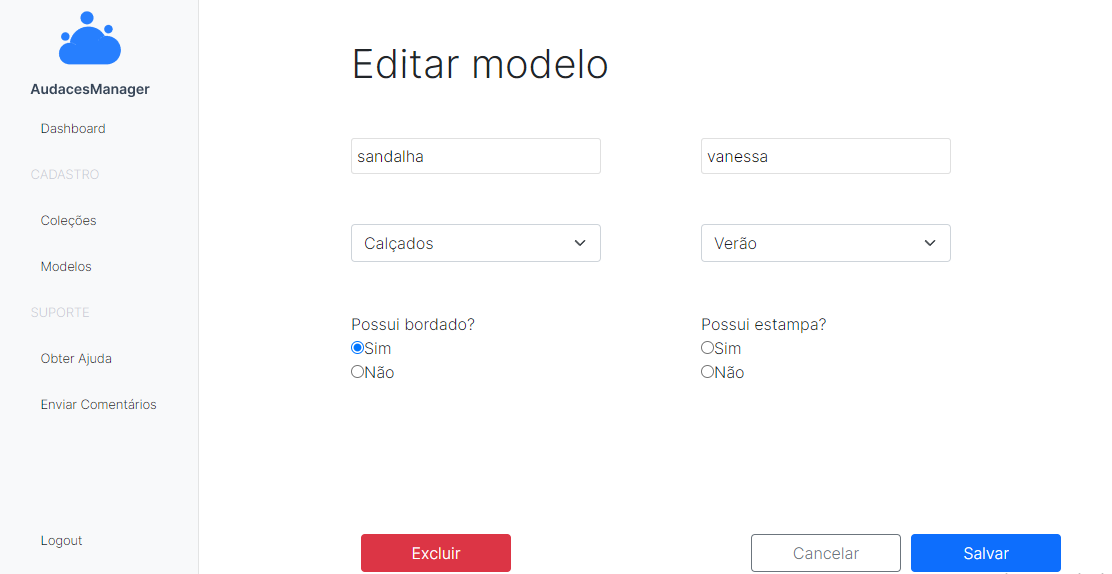 AudacesManager
Dashboard
CADASTRO
Coleções
Modelos
SUPORTE
Obter Ajuda
Enviar Comentários
Logout
Editar modelo
sandalha
vanessa
Calçados
Verão
Possui bordado?
Sim
Não
Possui estampa?
Sim
Não
Excluir
Cancelar
Salvar